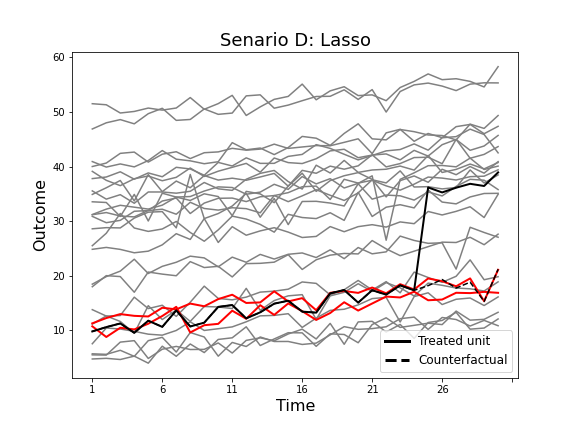 Senario D: Lasso
60
50
40
30
20
10
Outcome
1 6 11 16 21 26
Time
Treated unit
Counterfactual